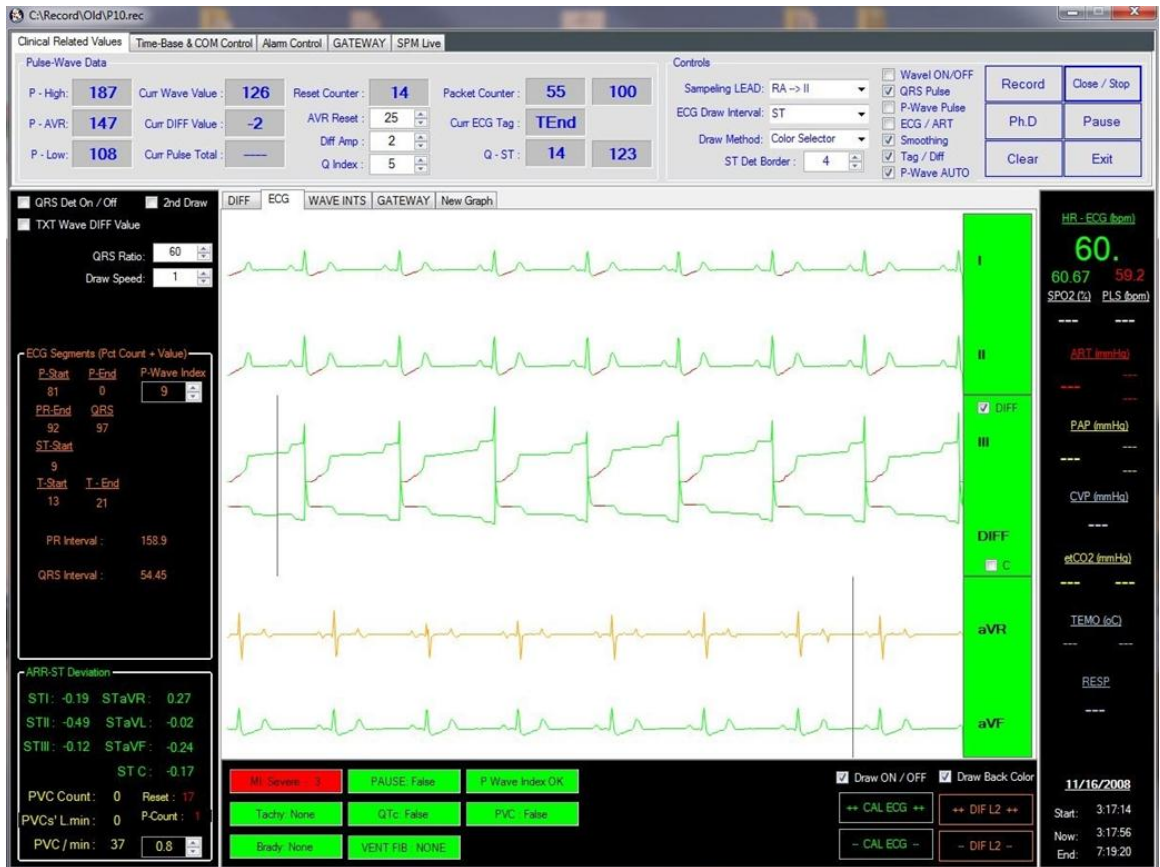 C:\Record\Old\P10.rec
Clinical Related Values Time-Base & COM Control Alarm Control GATEWAY SPM Live
Pulse-Wave Data
P - High: 187 Curr Wave Value : 126 Reset Counter : 14 Packet Counter : 55 100
P - AVR: 147 Curr DIFF Value : -2 AVR Reset : 25 Curr ECG Tag : TEnd
Diff Amp : 2
P - Low: 108 Curr Pulse Total : ---- Q Index : 5 Q - ST : 14 123
Controls
Sampeling LEAD: RA -> II
ECG Draw Interval: ST
Draw Method: Color Selector
ST Det Border : 4
Wavel ON/OFF
QRS Pulse
P-Wave Pulse
ECG / ART
Smoothing
Tag / Diff
P-Wave AUTO
Record Close / Stop
Ph.D Pause
Clear Exit
QRS Det On / Off 2nd Draw
TXT Wave DIFF Value
QRS Ratio: 60
Draw Speed: 1
ECG Segments (Pct Count + Value)
P-Start P-End P-Wave Index
81 0 9
PR-End QRS
92 97
ST-Start
9
T-Start T - End
13 21
PR Interval : 158.9
QRS Interval : 54.45
ARR-ST Deviation
STI : -0.19 STaVR : 0.27
STII : -0.49 STaVL : -0.02
STIII : -0.12 STaVF : -0.24
ST C : -0.17
PVC Count : 0 Reset : 17
PVCs' L.min : 0 P-Count : 1
PVC / min : 37 0.8
DIFF ECG WAVE INTS GATEWAY New Graph
I
II
DIFF
III
DIFF
C
aVR
aVF
MI: Severe -- 3 PAUSE: False P Wave Index OK
Tachy: None QTc: False PVC : False
Brady: None VENT FIB : NONE
Draw ON / OFF Draw Back Color
++ CAL ECG ++ ++ DIF L2 ++
-- CAL ECG -- -- DIF L2 --
HR - ECG (bpm)
60.
60.67 59.2
SPO2 (%) PLS (bpm)
--- ---
ART (mmHg)
---
---
---
PAP (mmHg)
---
---
---
CVP (mmHg)
---
etCO2 (mmHg)
--- ---
TEMO (oC)
--- ---
RESP
---
11/16/2008
Start: 3:17:14
Now: 3:17:56
End: 7:19:20